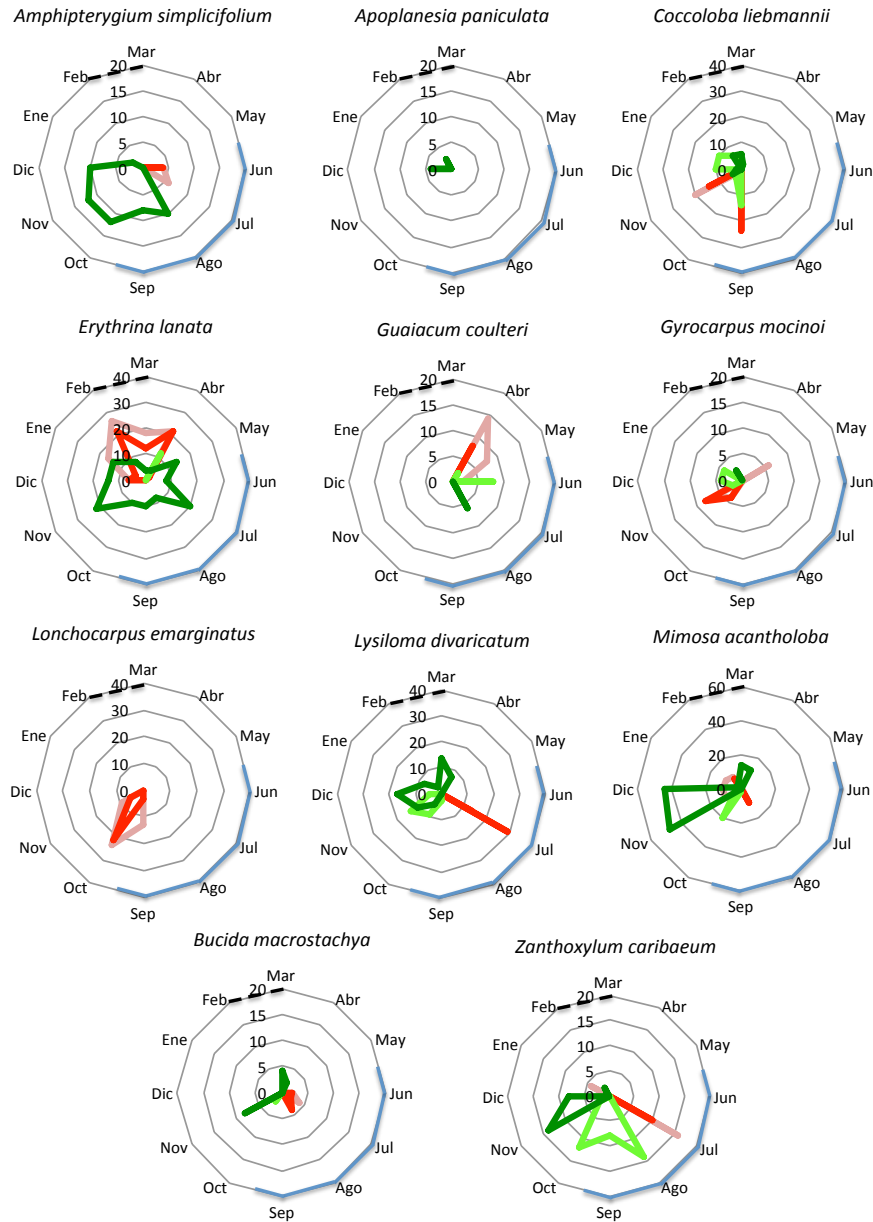 Amphipterygium simplicifolium
Apoplanesia paniculata
Coccoloba liebmannii
Mar
Feb 20 Abr
15
Ene 10 May
5
Dic 0 Jun
Nov Jul
Oct Ago
Sep
Mar
Feb 20 Abr
15
Ene 10 May
5
Dic 0 Jun
Nov Jul
Oct Ago
Sep
Mar
Feb 40 Abr
30
Ene 20 May
10
Dic 0 Jun
Nov Jul
Oct Ago
Sep
Erythrina lanata
Guaiacum coulteri
Gyrocarpus mocinoi
Mar
Feb 40 Abr
30
Ene 20 May
10
Dic 0 Jun
Nov Jul
Oct Ago
Sep
Mar
Feb 20 Abr
15
Ene 10 May
5
Dic 0 Jun
Nov Jul
Oct Ago
Sep
Mar
Feb 20 Abr
15
Ene 10 May
5
Dic 0 Jun
Nov Jul
Oct Ago
Sep
Lonchocarpus emarginatus
Lysiloma divaricatum
Mimosa acantholoba
Mar
Feb 40 Abr
30
Ene 20 May
10
Dic 0 Jun
Nov Jul
Oct Ago
Sep
Mar
Feb 40 Abr
30
Ene 20 May
10
Dic 0 Jun
Nov Jul
Oct Ago
Sep
Mar
Feb 60 Abr
40
Ene 20 May
Dic 0 Jun
Nov Jul
Oct Ago
Sep
Bucida macrostachya
Zanthoxylum caribaeum
Mar
Feb 20 Abr
15
Ene 10 May
5
Dic 0 Jun
Nov Jul
Oct Ago
Sep
Mar
Feb 20 Abr
15
Ene 10 May
5
Dic 0 Jun
Nov Jul
Oct Ago
Sep